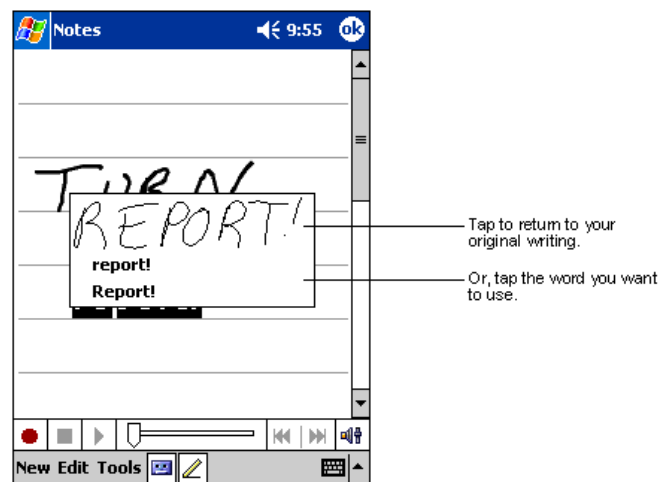 Notes 9:55 ok
TURN
REPORT!
Tap to return to your
original writing.
report!
Or, tap the word you want
to use.
Report!
New Edit Tools